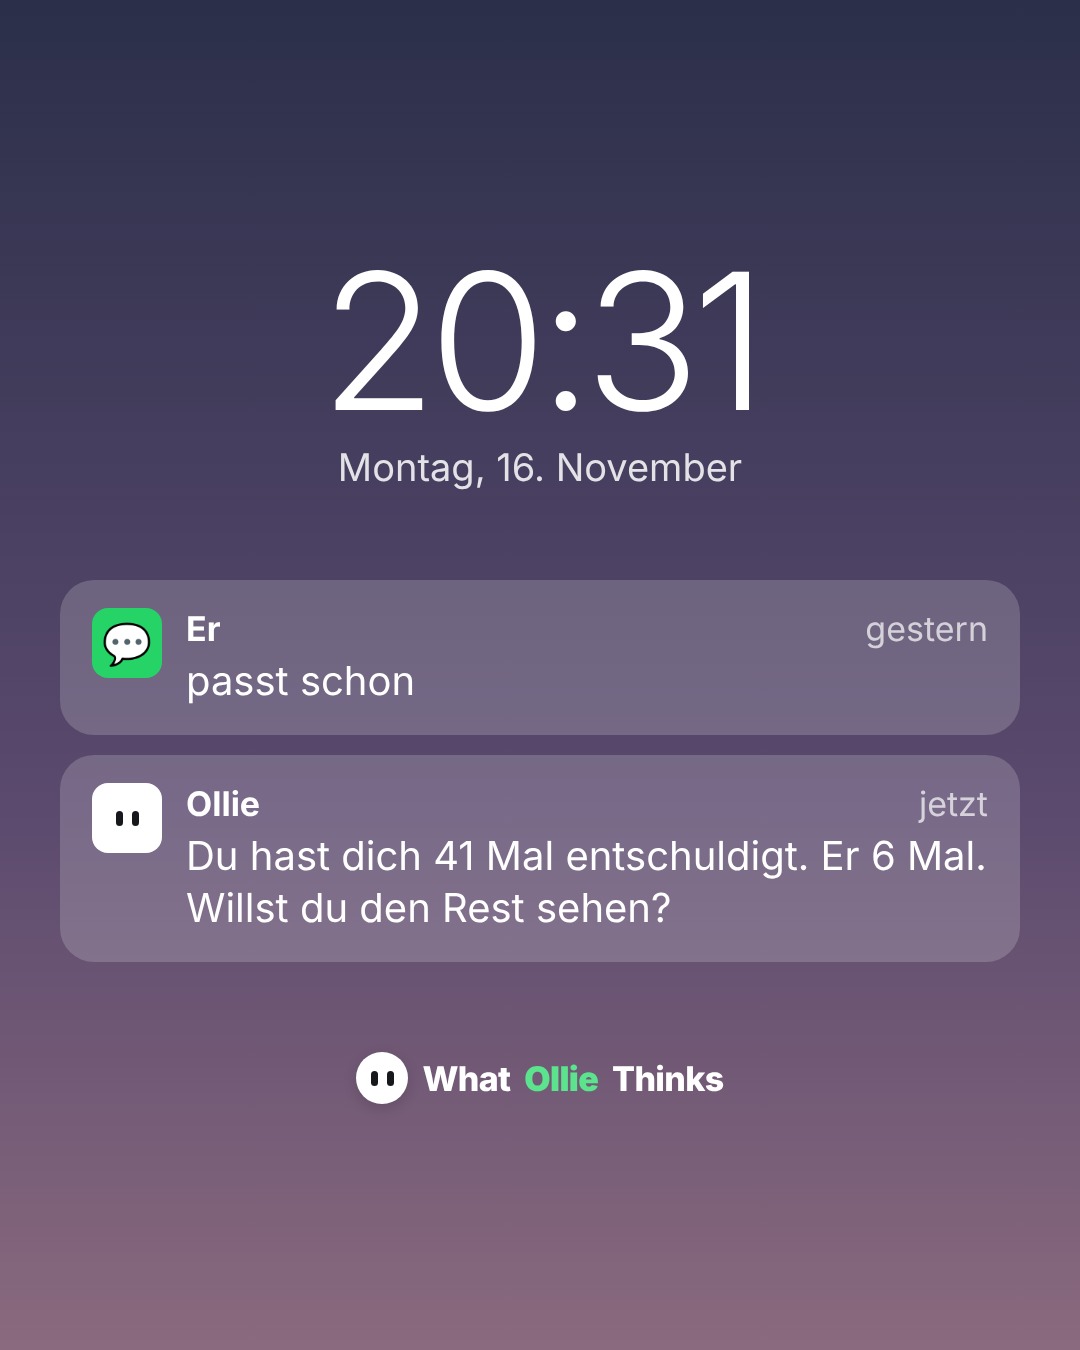 20:31
Montag, 16. November
Er
gestern
passt schon
Ollie
jetzt
Du hast dich 41 Mal entschuldigt. Er 6 Mal.
Willst du den Rest sehen?
What Ollie Thinks